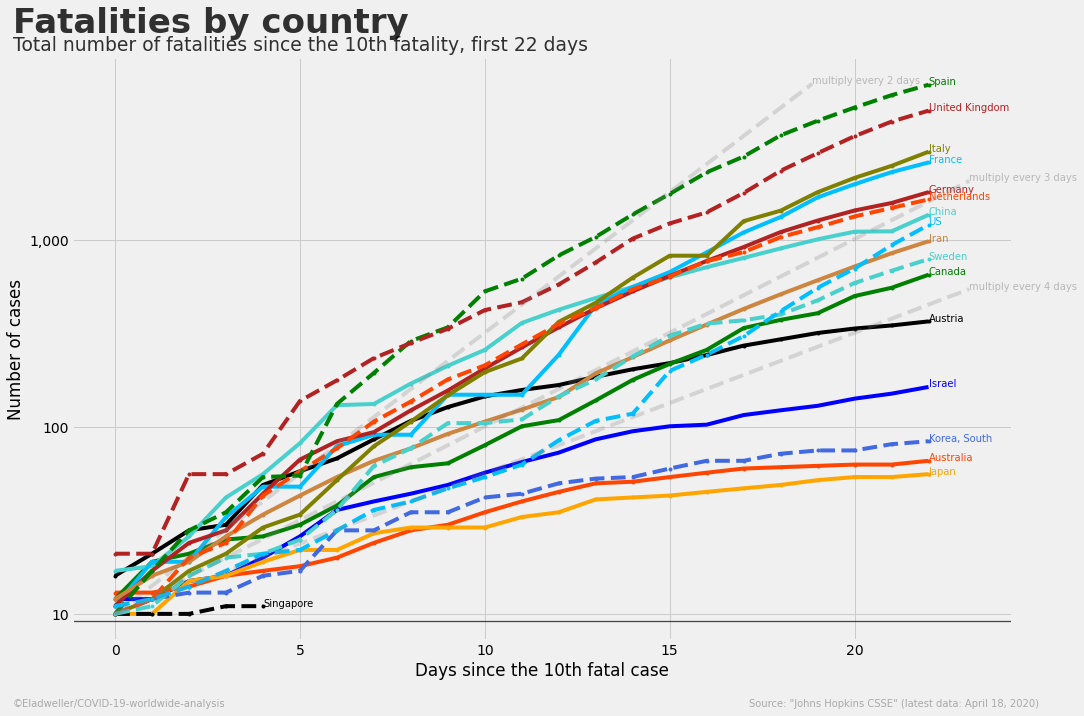 Fatalities by country
Total number of fatalities since the 10th fatality, first 22 days
multiply every 2 days
Spain
United Kingdom
Italy
France
multiply every 3 days
Germany
Netherlands
China
US
Iran
Sweden
Canada
multiply every 4 days
Austria
Israel
Korea, South
Australia
Japan
Singapore
Number of cases
1,000
100
10
0
5
10
15
20
Days since the 10th fatal case
©Eladweller/COVID-19-worldwide-analysis
Source: "Johns Hopkins CSSE" (latest data: April 18, 2020)